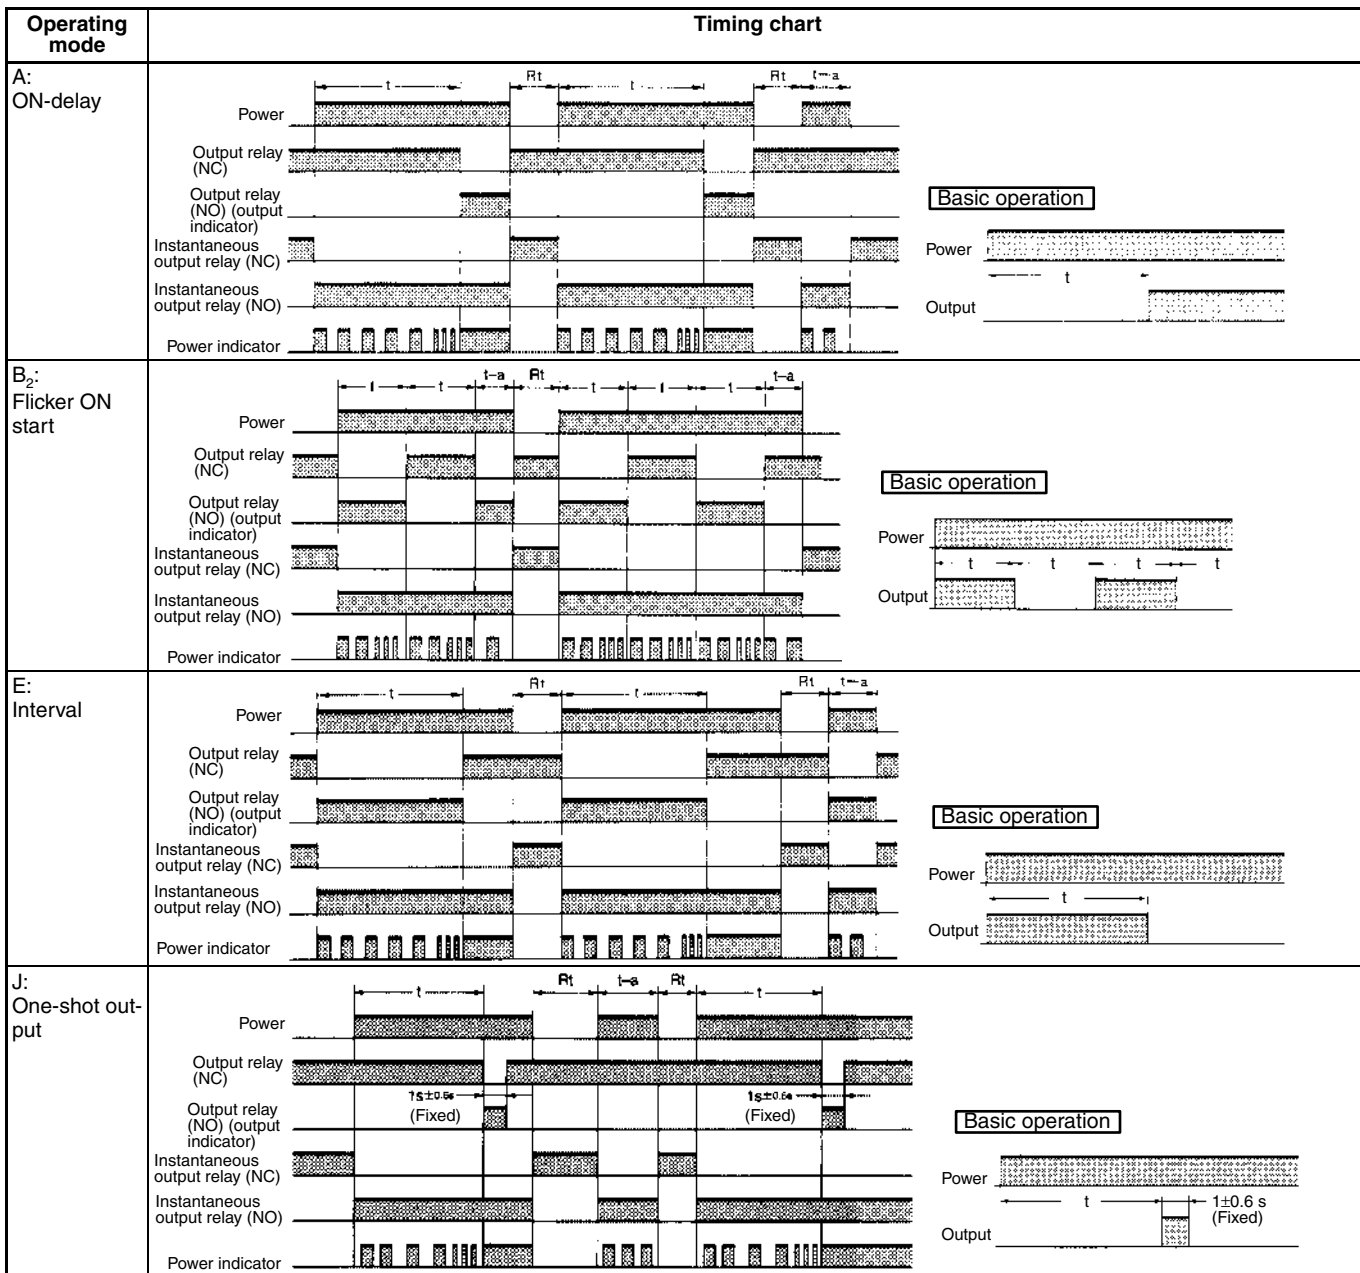 Operating
mode
Timing chart
A:
ON-delay
t
Rt
t
Rt
t–a
Power
Output relay
(NC)
Output relay
(NO) (output
indicator)
Instantaneous
output relay (NC)
Instantaneous
output relay (NO)
Power indicator
Basic operation
Power
t
Output
B2:
Flicker ON
start
t
t
t–a
Rt
t
t
t
t–a
Power
Output relay
(NC)
Output relay
(NO) (output
indicator)
Instantaneous
output relay (NC)
Instantaneous
output relay (NO)
Power indicator
Basic operation
Power
t
t
t
t
Output
E:
Interval
t
Rt
t
Rt
t–a
Power
Output relay
(NC)
Output relay
(NO) (output
indicator)
Instantaneous
output relay (NC)
Instantaneous
output relay (NO)
Power indicator
Basic operation
Power
t
Output
J:
One-shot out-
put
t
Rt
t–a
Rt
t
Power
Output relay
(NC)
(Fixed)
(Fixed)
Output relay
(NO) (output
indicator)
Instantaneous
output relay (NC)
Instantaneous
output relay (NO)
Power indicator
Basic operation
Power
t
1±0.6 s
(Fixed)
Output